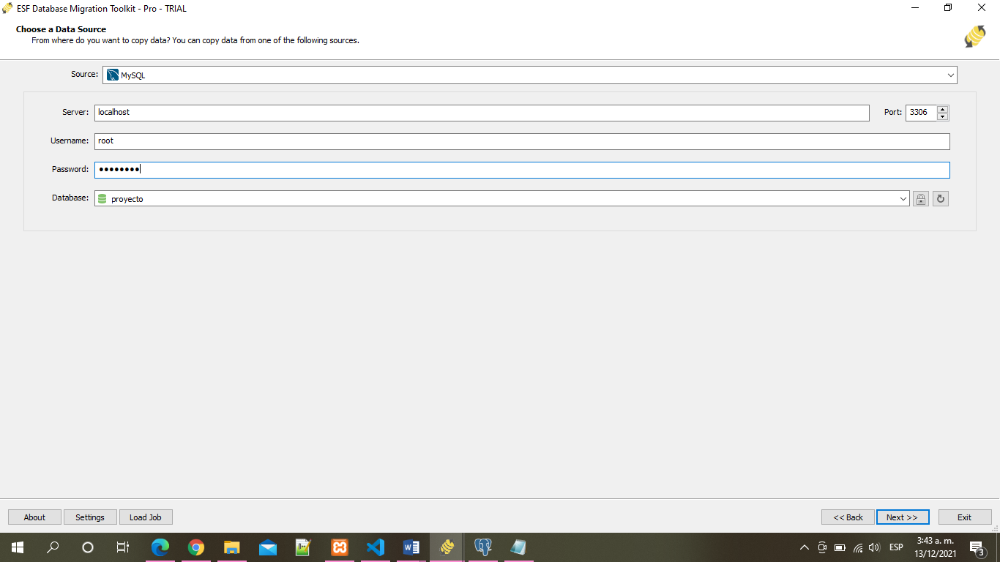 ESF Database Migration Toolkit - Pro - TRIAL
Choose a Data Source
From where do you want to copy data? You can copy data from one of the following sources.
Source: MySQL
Server: localhost Port: 3306
Username: root
Password: ●●●●●●●●
Database: proyecto
About Settings Load Job << Back Next >> Exit
ESP 3:43 a. m.
13/12/2021 3